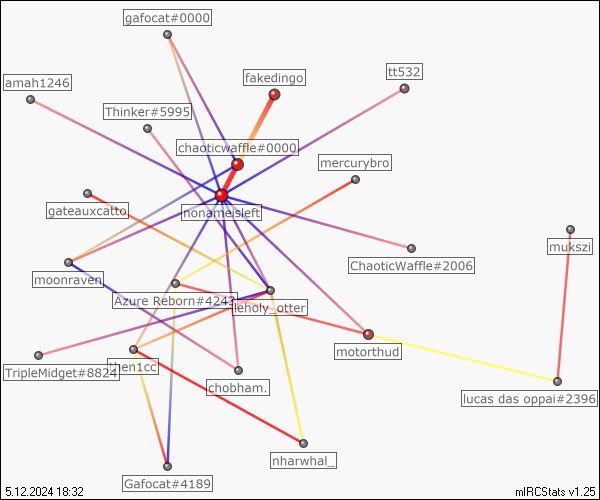 gafocat#0000
fakedingo
tt532
amah1246
Thinker#5995
chaoticwaffle#0000
mercurybro
gateauxcatto
nonameisleft
mukszi
ChaoticWaffle#2006
moonraven
Azure Reborn#4243
leholy_otter
motorthud
then1cc
TripleMidget#8824
chobham.
lucas das oppai#2396
nharwhal_
Gafocat#4189
5.12.2024 18:32
mIRCStats v1.25